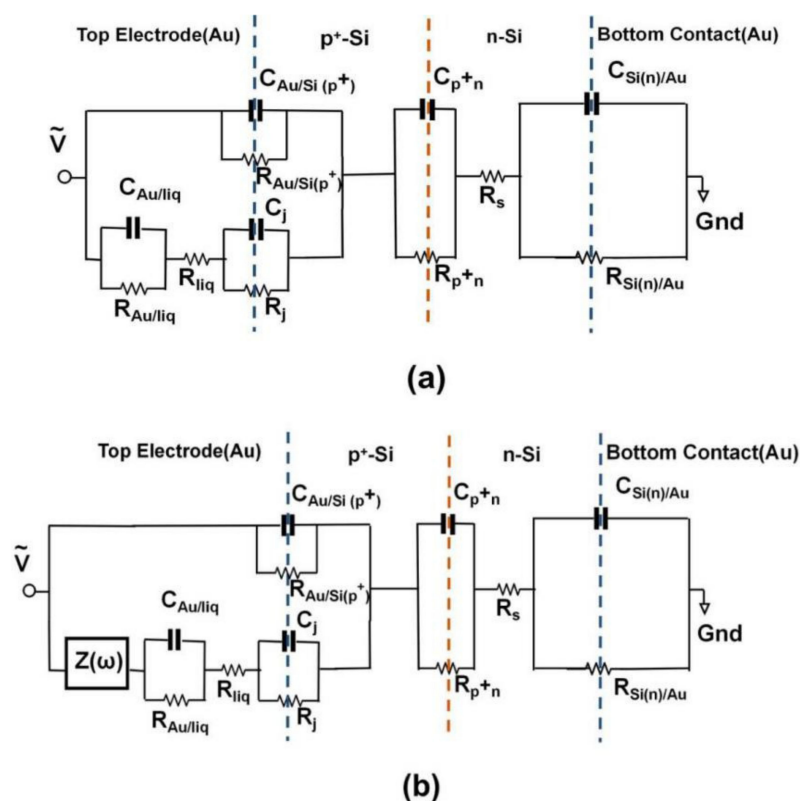 Top Electrode(Au) p⁺-Si n-Si Bottom Contact(Au)
C_Au/Si (p+) C_p+n C_Si(n)/Au
Ṽ
R_Au/Si(p⁺)
C_Au/liq C_j R_s Gnd
R_liq R_p+n R_Si(n)/Au
R_Au/liq R_j
(a)
Top Electrode(Au) p⁺-Si n-Si Bottom Contact(Au)
C_Au/Si (p+) C_p+n C_Si(n)/Au
Ṽ
R_Au/Si(p⁺)
C_Au/liq C_j R_s Gnd
Z(ω) R_liq R_p+n R_Si(n)/Au
R_Au/liq R_j
(b)